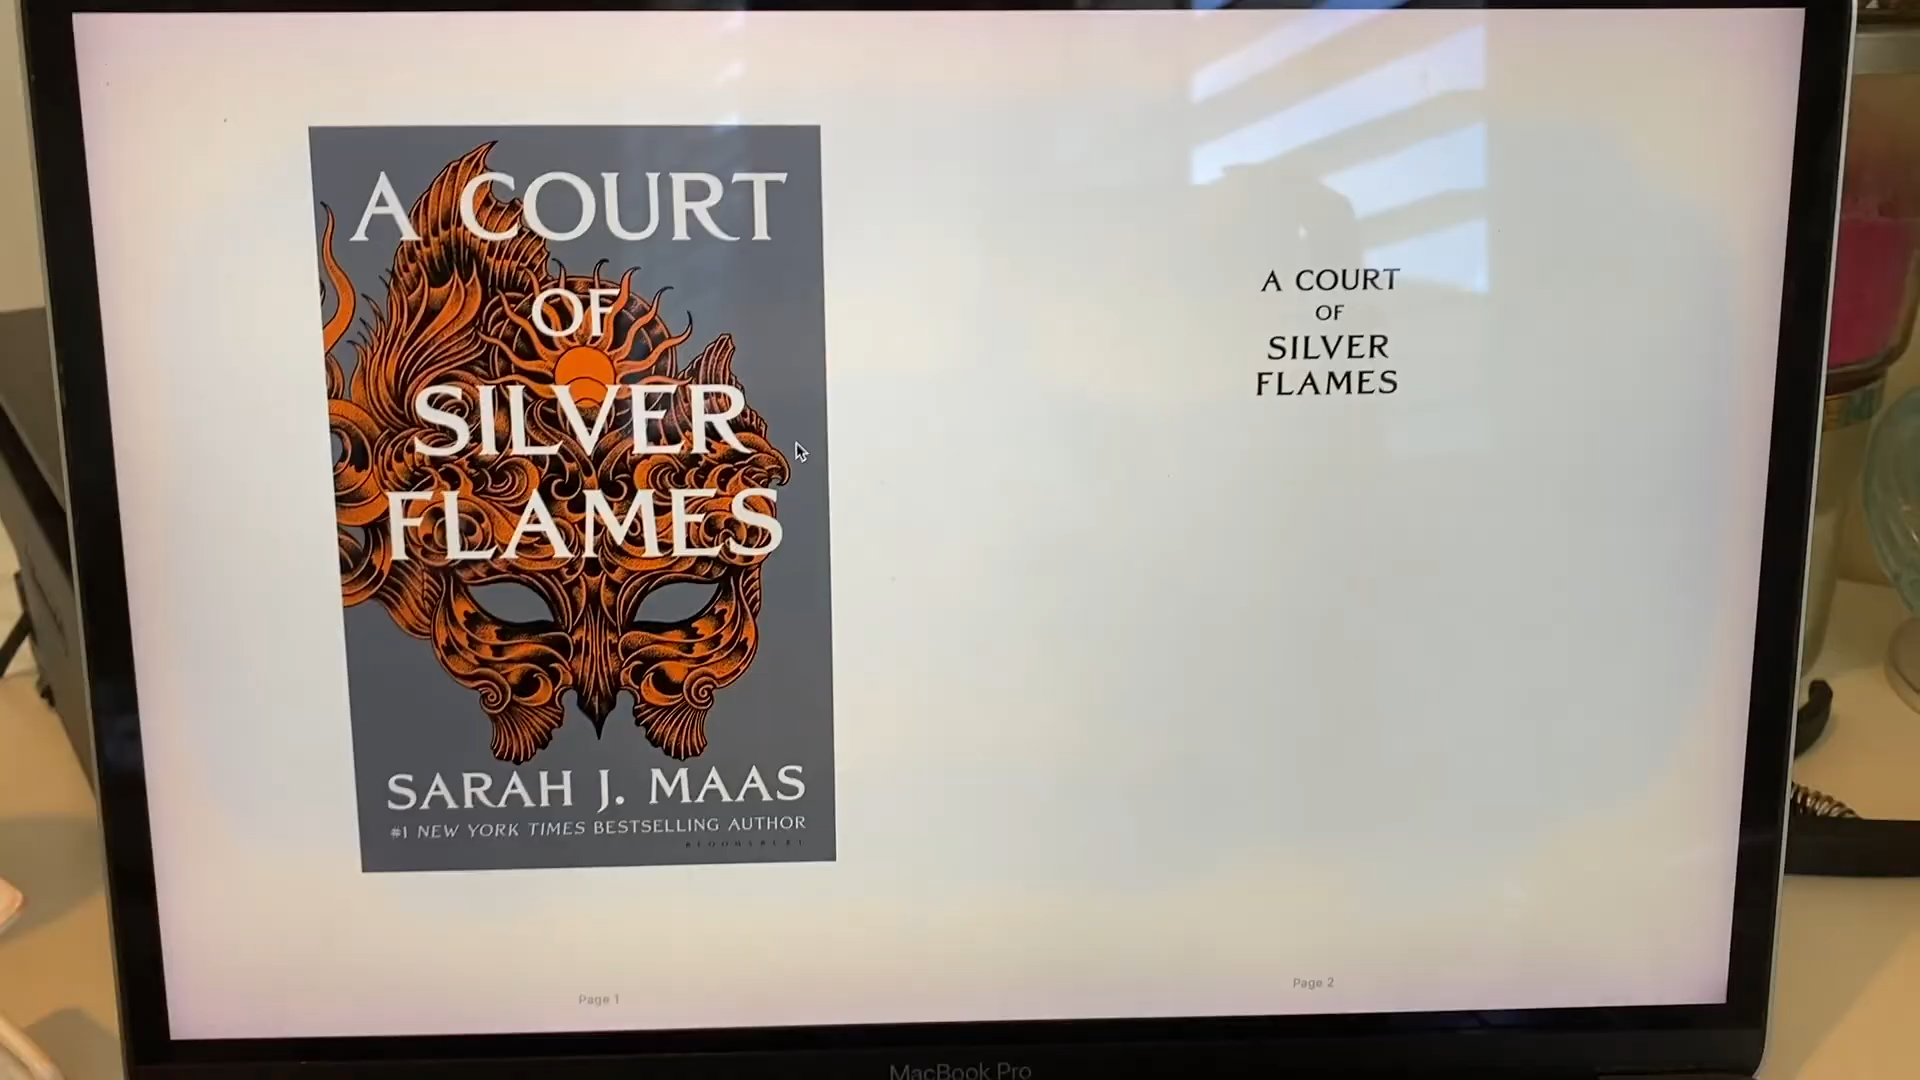 A COURT
OF
SILVER
FLAMES
SARAH J. MAAS
#1 NEW YORK TIMES BESTSELLING AUTHOR
BLOOMSBURY
Page 1
A COURT
OF
SILVER
FLAMES
Page 2
MacBook Pro